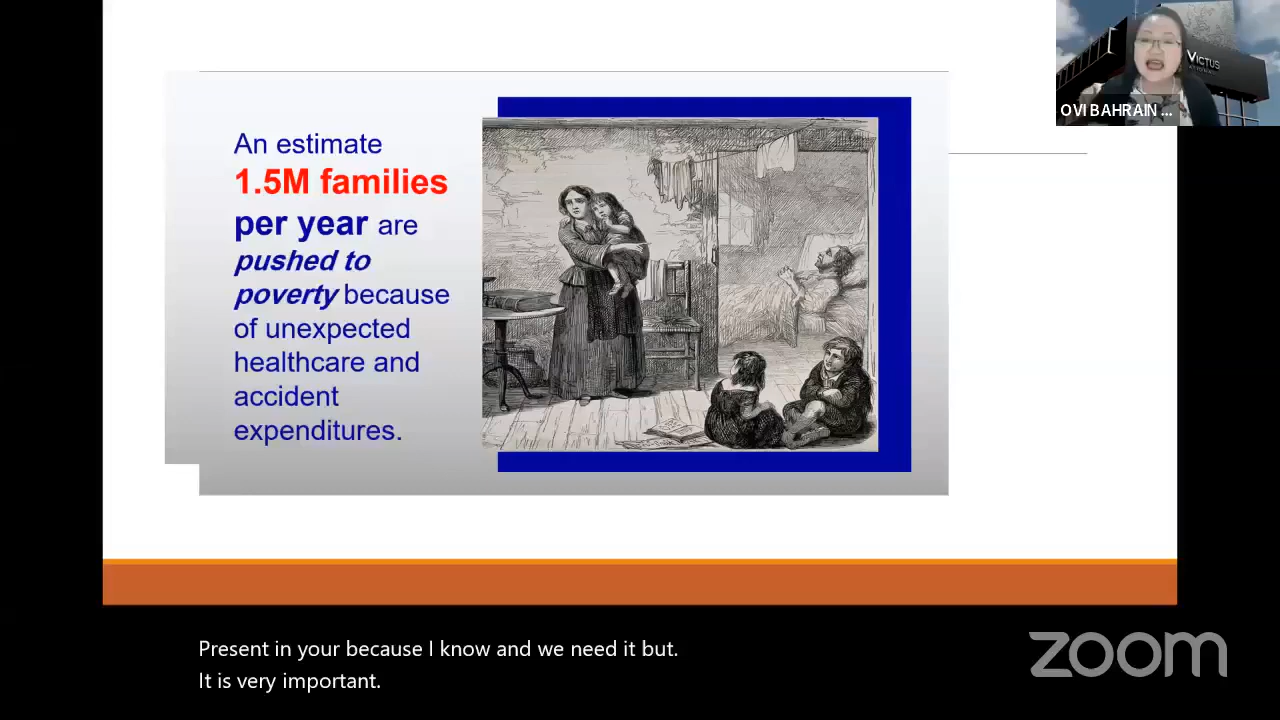 An estimate
1.5M families
per year are
pushed to
poverty because
of unexpected
healthcare and
accident
expenditures.
VICTUS
OVI BAHRAIN ...
Present in your because I know and we need it but.
It is very important.
zoom